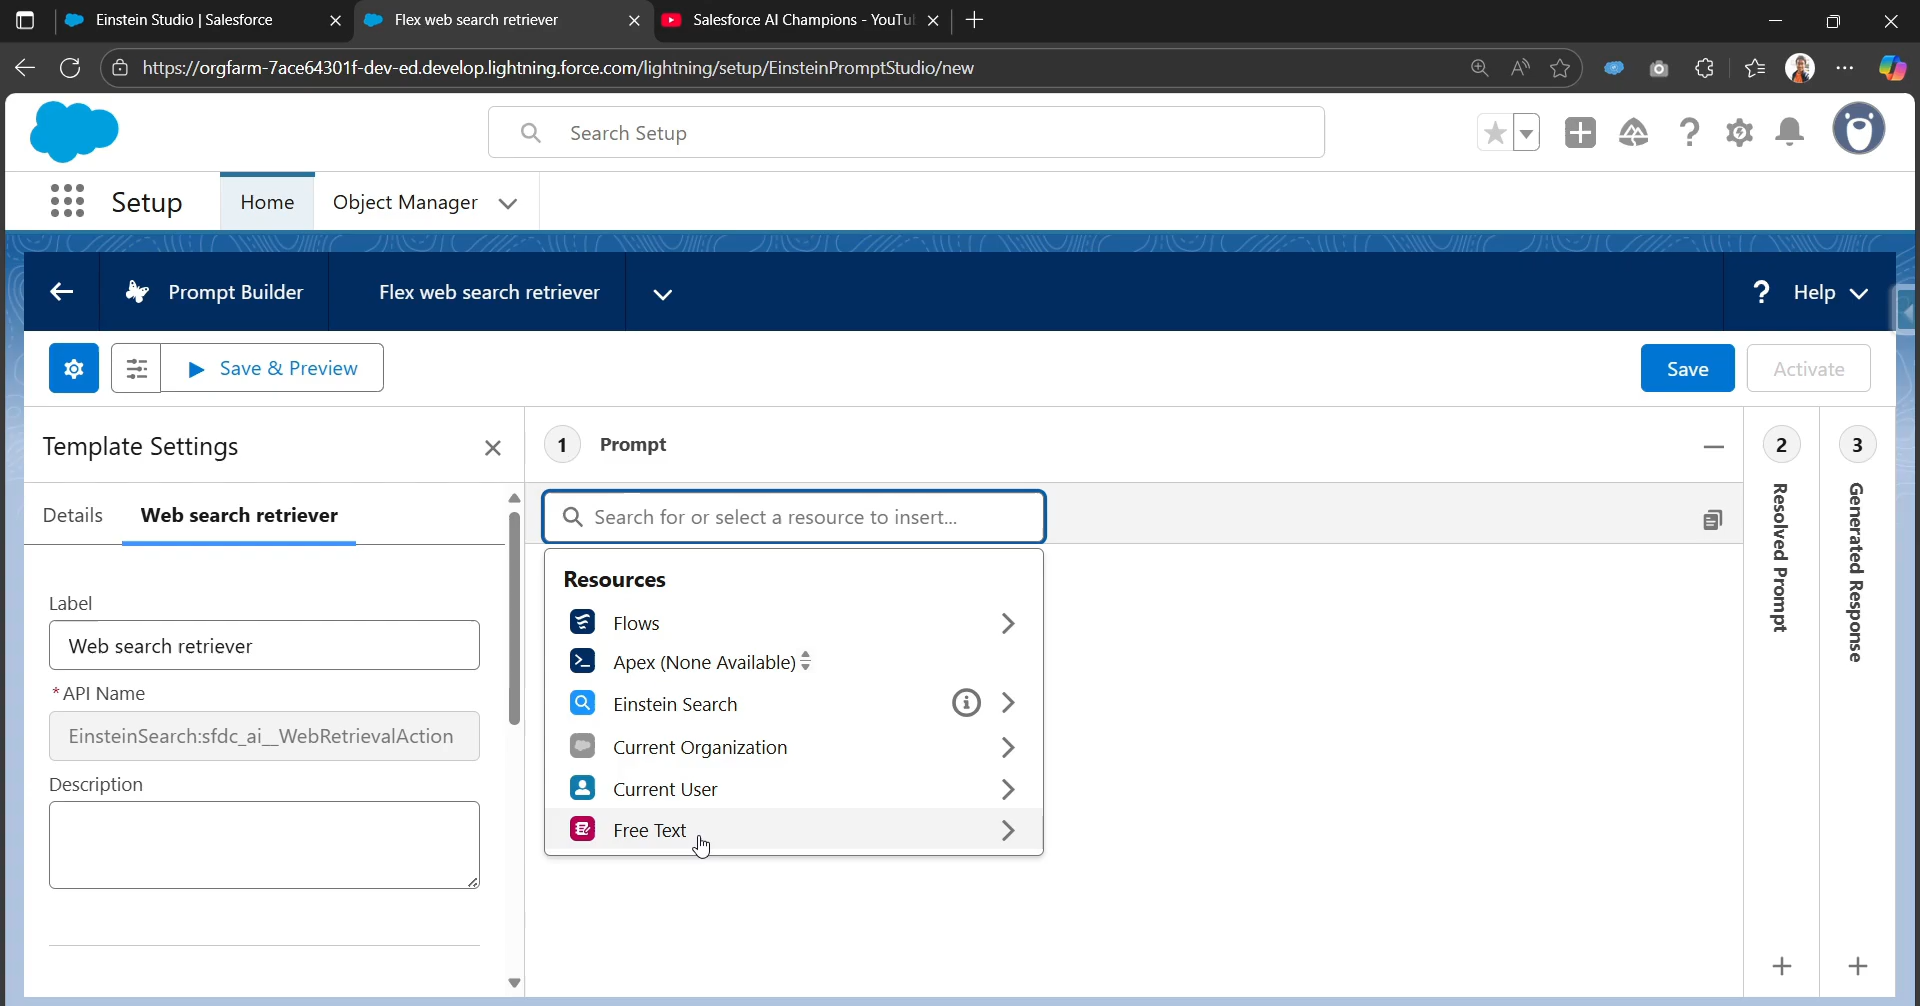 Einstein Studio | Salesforce
Flex web search retriever
Salesforce AI Champions - YouTu
https://orgfarm-7ace64301f-dev-ed.develop.lightning.force.com/lightning/setup/EinsteinPromptStudio/new
Search Setup
Setup
Home
Object Manager
Prompt Builder
Flex web search retriever
? Help
Save & Preview
Save
Activate
Template Settings
1 Prompt
2 Resolved Prompt
3 Generated Response
Details
Web search retriever
Search for or select a resource to insert...
Resources
Flows
Apex (None Available)
Einstein Search
Current Organization
Current User
Free Text
Label
Web search retriever
* API Name
EinsteinSearch:sfdc_ai__WebRetrievalAction
Description